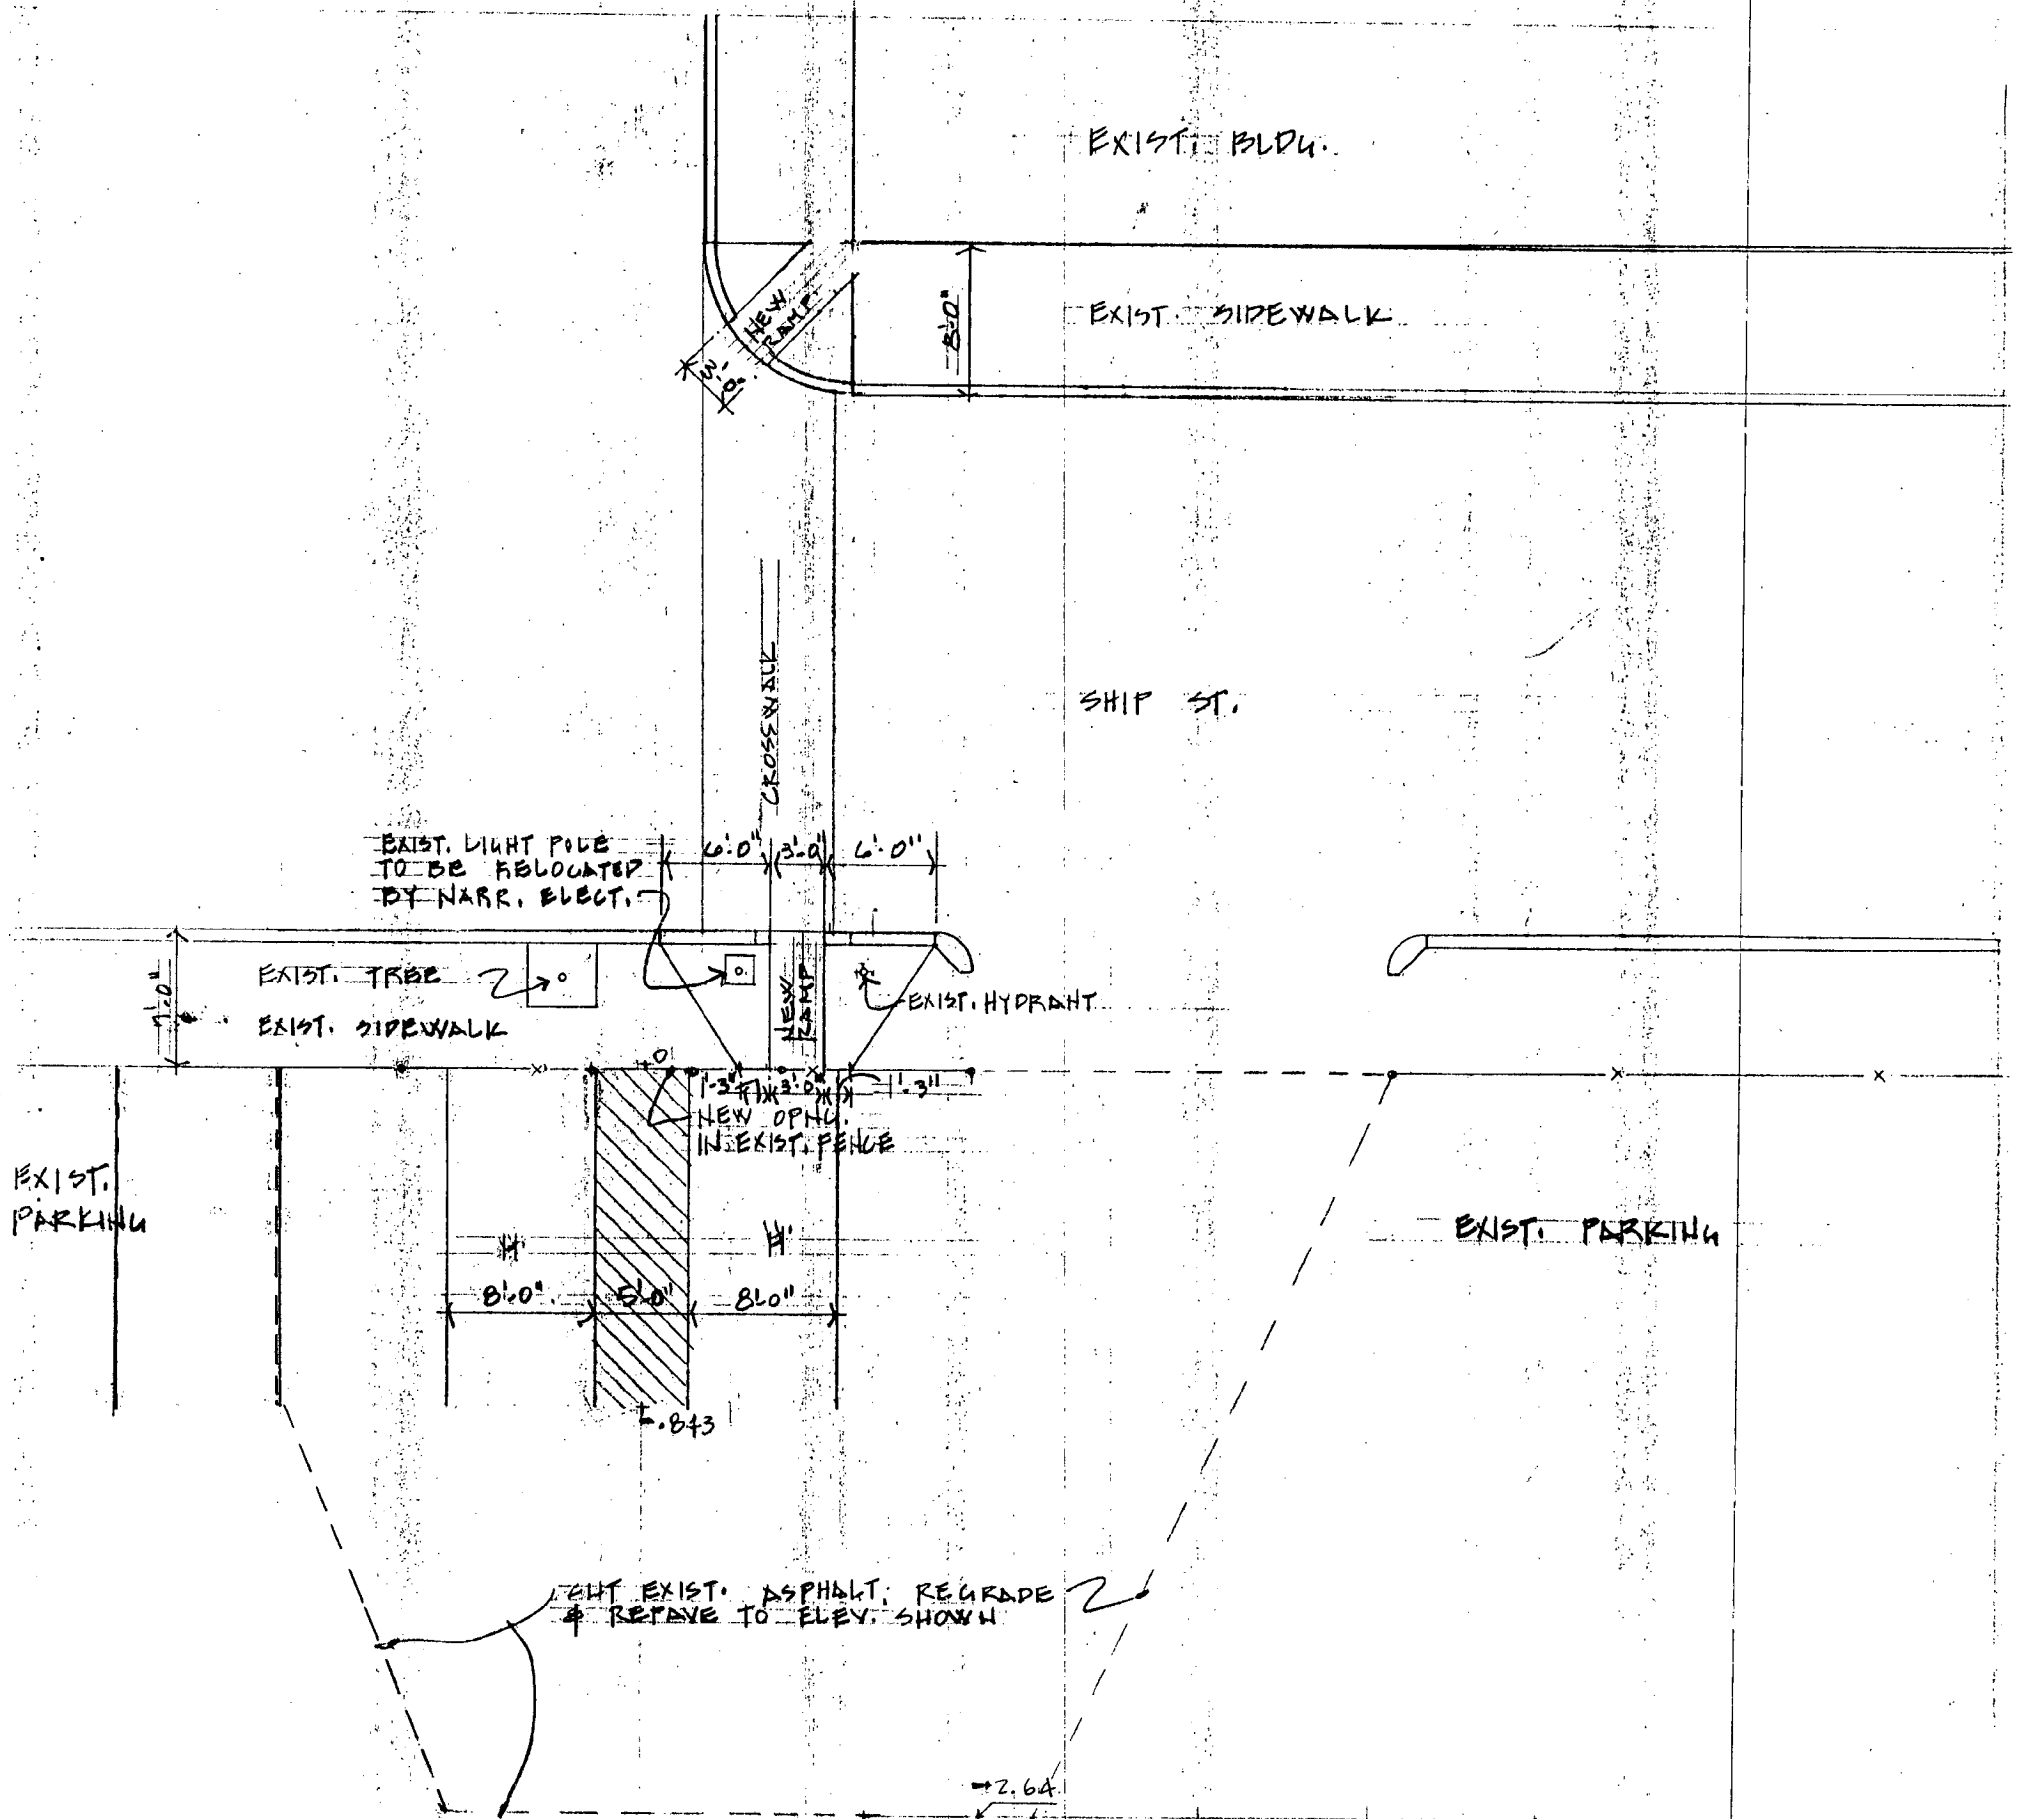 EXIST. BLDG.
EXIST. SIDEWALK
8'-0"
NEW
RAMP
3'-0"
CROSSWALK
SHIP ST.
EXIST. LIGHT POLE
TO BE RELOCATED
BY NARR. ELECT.
6'-0" 3'-0" 6'-0"
7'-0"
EXIST. TREE
EXIST. SIDEWALK
NEW
RAMP
EXIST. HYDRANT
+0
1'-3" 3'-0" 1'-3"
NEW OPNG.
IN EXIST. FENCE
EXIST.
PARKING
EXIST. PARKING
H H
8'-0" 5'-0" 8'-0"
-.843
CUT EXIST. ASPHALT; REGRADE
& REPAVE TO ELEV. SHOWN
-2.64